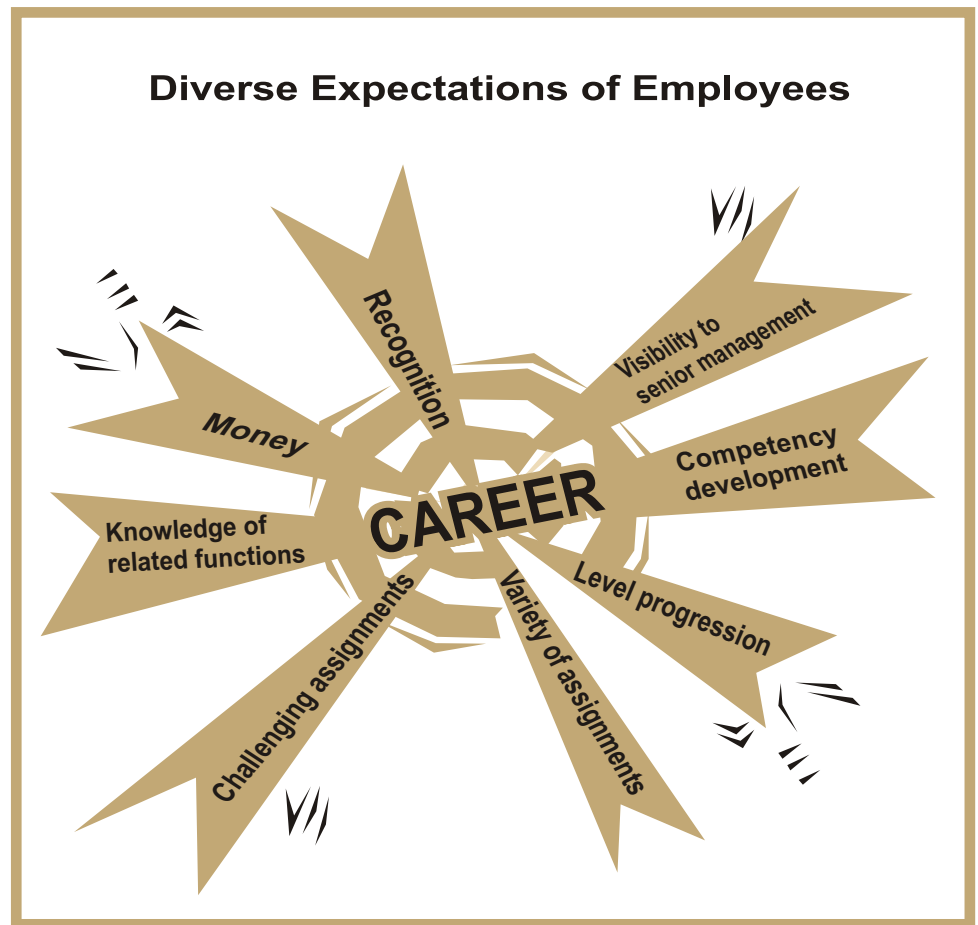 Diverse Expectations of Employees
Recognition
Visibility to
senior management
Money
Competency
development
CAREER
Knowledge of
related functions
Level progression
Challenging assignments
Variety of assignments